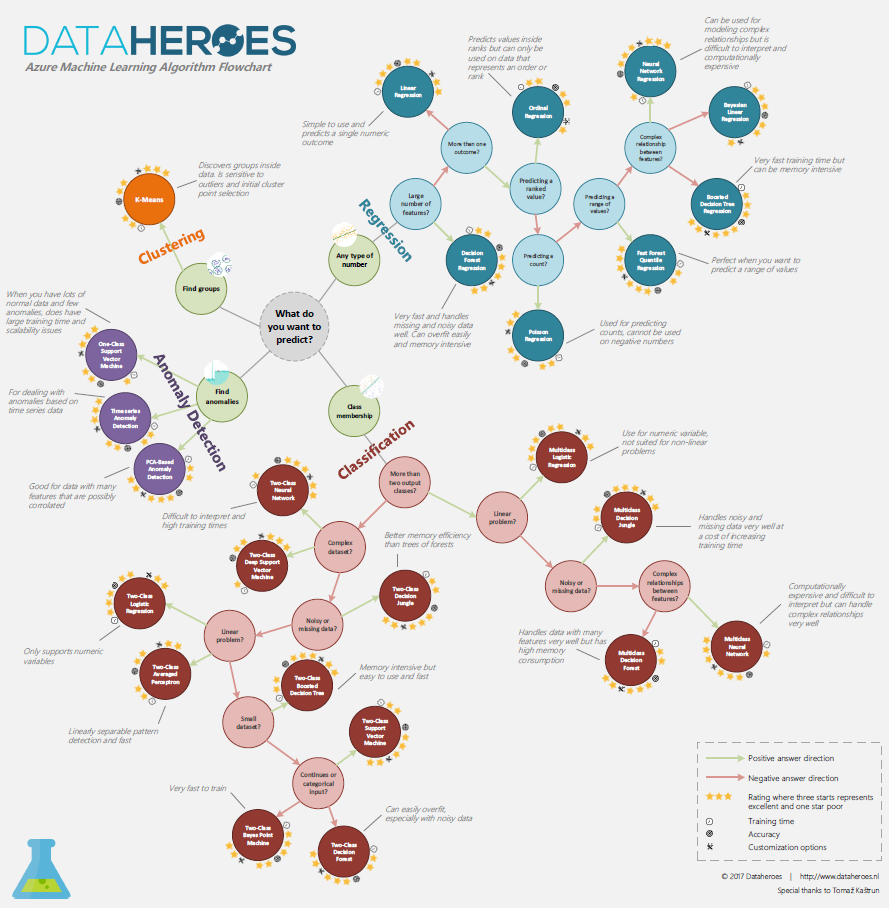 DATAHEROES
Azure Machine Learning Algorithm Flowchart
Can be used for
modeling complex
relationships but is
difficult to interpret and
computationally
expensive
Predicts values inside
ranks but can only be
used on data that
represents an order or
rank
Neural
Network
Regression
Linear
Regression
Ordinal
Regression
Bayesian
Linear
Regression
Simple to use and
predicts a single numeric
outcome
More than one
outcome?
Complex
relationship
between
features?
Discovers groups inside
data. Is sensitive to
outliers and initial cluster
point selection
Very fast training time but
can be memory intensive
K-Means
Large
number of
features?
Predicting a
ranked
value?
Predicting a
range of
values?
Boosted
Decision Tree
Regression
Clustering
Regression
Any type of
number
Decision
Forest
Regression
Predicting a
count?
Fast Forest
Quantile
Regression
Perfect when you want to
predict a range of values
Find groups
When you have lots of
normal data and few
anomalies, does have
large training time and
scalability issues
What do
you want to
predict?
Very fast and handles
missing and noisy data
well. Can overfit easily
and memory intensive
Poisson
Regression
Used for predicting
counts, cannot be used
on negative numbers
One-Class
Support
Vector
Machine
Anomaly Detection
Find
anomalies
For dealing with
anomalies based on
time series data
Time series
Anomaly
Detection
Class
membership
Classification
PCA-Based
Anomaly
Detection
Good for data with many
features that are possibly
corolated
Multiclass
Logistic
Regression
Use for numeric variable,
not suited for non-linear
problems
More than
two output
classes?
Two-Class
Neural
Network
Difficult to interpret and
high training times
Linear
problem?
Multiclass
Decision
Jungle
Handles noisy and
missing data very well at
a cost of increasing
training time
Complex
dataset?
Better memory efficiency
than trees of forests
Two-Class
Deep Support
Vector
Machine
Two-Class
Decision
Jungle
Noisy or
missing data?
Complex
relationships
between
features?
Computationally
expensive and difficult to
interpret but can handle
complex relationships
very well
Two-Class
Logistic
Regression
Only supports numeric
variables
Linear
problem?
Noisy or
missing data?
Handles data with many
features very well but has
high memory
consumption
Multiclass
Decision
Forest
Multiclass
Neural
Network
Two-Class
Averaged
Perceptron
Two-Class
Boosted
Decision Tree
Memory intensive but
easy to use and fast
Linearly separable pattern
detection and fast
Small
dataset?
Two-Class
Support
Vector
Machine
Continues or
categorical
input?
Very fast to train
Two-Class
Bayes Point
Machine
Two-Class
Decision
Forest
Can easily overfit,
especially with noisy data
Positive answer direction
Negative answer direction
Rating where three starts represents
excellent and one star poor
Training time
Accuracy
Customization options
© 2017 Dataheroes | http://www.dataheroes.nl
Special thanks to Tomaž Kaštrun